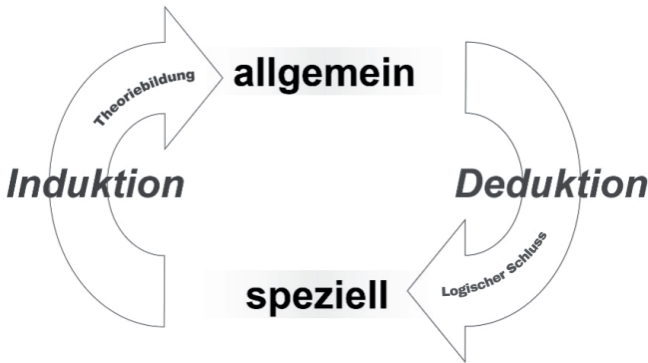 Theoriebildung
allgemein
Induktion
Deduktion
speziell
Logischer Schluss